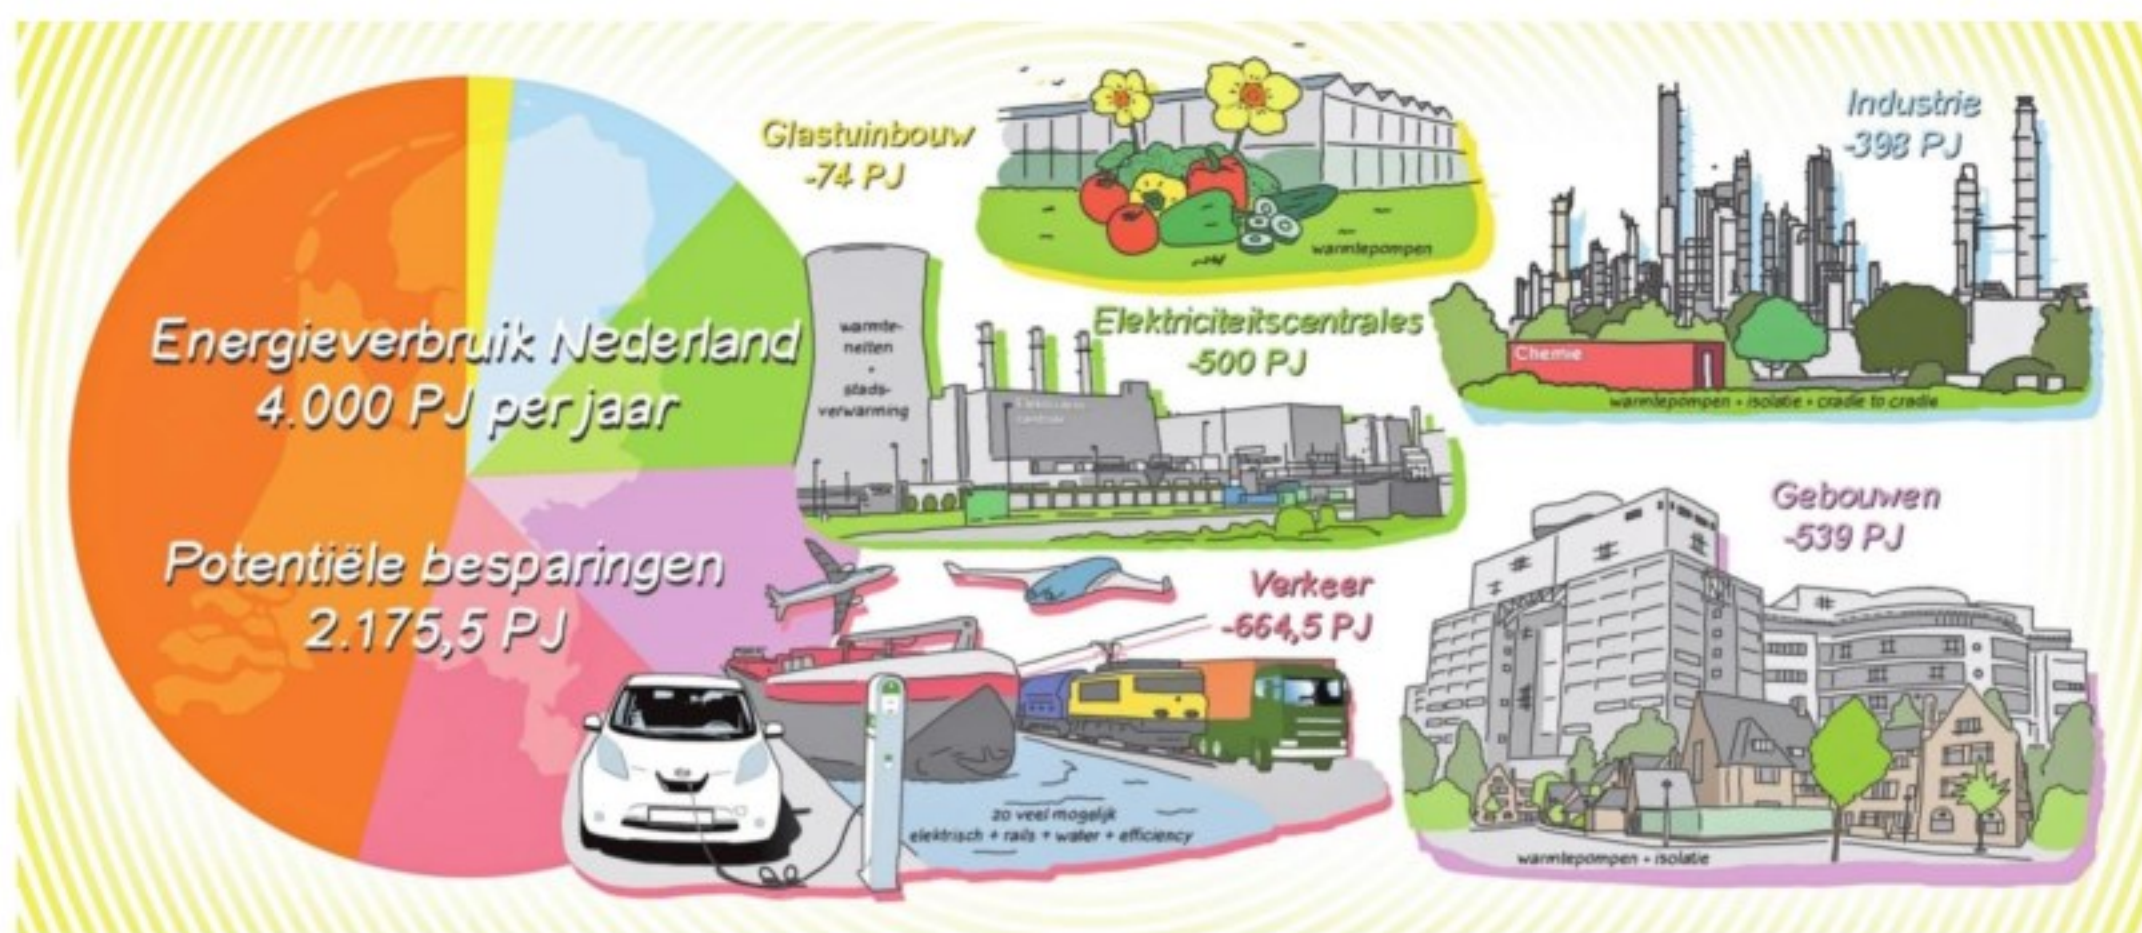 Energieverbruik Nederland
4.000 PJ per jaar
Potentiële besparingen
2.175,5 PJ
Glastuinbouw
-74 PJ
warmtepompen
Industrie
-398 PJ
Chemie
warmtepompen + isolatie + cradle to cradle
Elektriciteitscentrales
-500 PJ
warmte-
netten
+
stads-
verwarming
Verkeer
-664,5 PJ
zo veel mogelijk
elektrisch + rails + water + efficiency
Gebouwen
-539 PJ
warmtepompen + isolatie